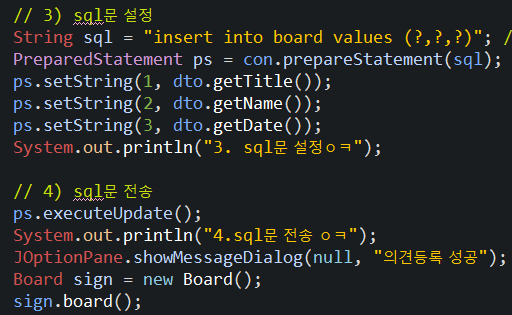 // 3) sql문 설정
String sql = "insert into board values (?,?,?)"; /
PreparedStatement ps = con.prepareStatement(sql);
ps.setString(1, dto.getTitle());
ps.setString(2, dto.getName());
ps.setString(3, dto.getDate());
System.out.println("3. sql문 설정ㅇㅋ");
// 4) sql문 전송
ps.executeUpdate();
System.out.println("4.sql문 전송 ㅇㅋ");
JOptionPane.showMessageDialog(null, "의견등록 성공");
Board sign = new Board();
sign.board();